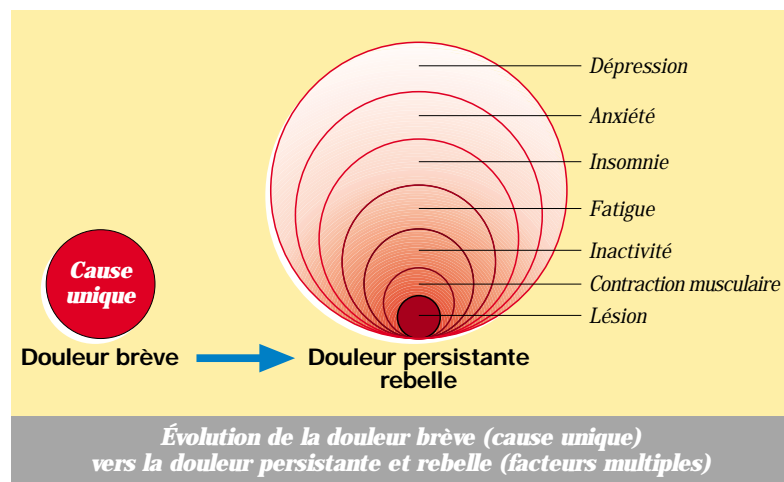 Dépression
Anxiété
Insomnie
Fatigue
Inactivité
Contraction musculaire
Lésion
Cause
unique
Douleur brève
Douleur persistante
rebelle
Évolution de la douleur brève (cause unique)
vers la douleur persistante et rebelle (facteurs multiples)